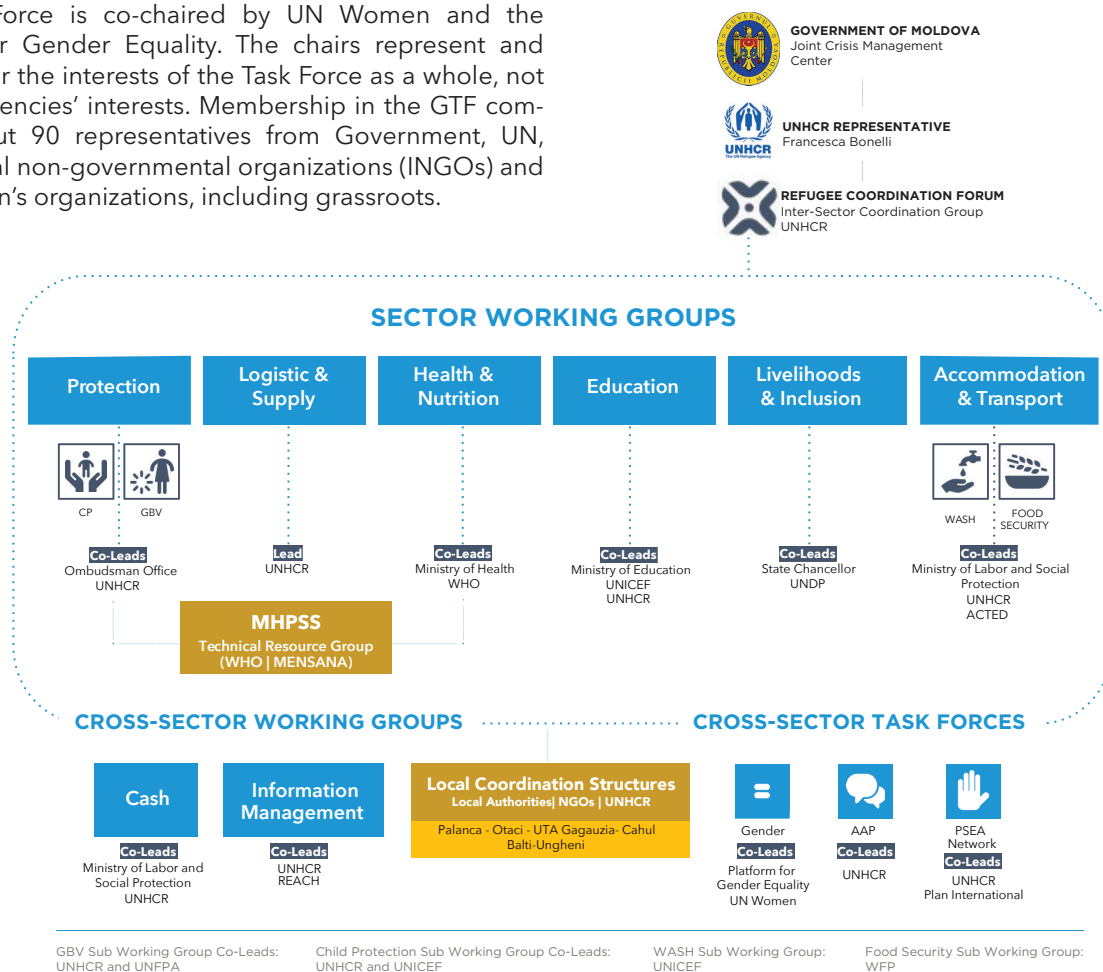 Force is co-chaired by UN Women and the
r Gender Equality. The chairs represent and
r the interests of the Task Force as a whole, not
encies' interests. Membership in the GTF com-
ut 90 representatives from Government, UN,
al non-governmental organizations (INGOs) and
n's organizations, including grassroots.
GOVERNMENT OF MOLDOVA
Joint Crisis Management
Center
UNHCR
The UN Refugee Agency
UNHCR REPRESENTATIVE
Francesca Bonelli
REFUGEE COORDINATION FORUM
Inter-Sector Coordination Group
UNHCR
SECTOR WORKING GROUPS
Protection
CP
GBV
Co-Leads
Ombudsman Office
UNHCR
Logistic &
Supply
Lead
UNHCR
Health &
Nutrition
Co-Leads
Ministry of Health
WHO
Education
Co-Leads
Ministry of Education
UNICEF
UNHCR
Livelihoods
& Inclusion
Co-Leads
State Chancellor
UNDP
Accommodation
& Transport
WASH
FOOD
SECURITY
Co-Leads
Ministry of Labor and Social
Protection
UNHCR
ACTED
MHPSS
Technical Resource Group
(WHO | MENSANA)
CROSS-SECTOR WORKING GROUPS
CROSS-SECTOR TASK FORCES
Cash
Co-Leads
Ministry of Labor and
Social Protection
UNHCR
Information
Management
Co-Leads
UNHCR
REACH
Local Coordination Structures
Local Authorities| NGOs | UNHCR
Palanca - Otaci - UTA Gagauzia- Cahul
Balti-Ungheni
Gender
Co-Leads
Platform for
Gender Equality
UN Women
AAP
Co-Leads
UNHCR
PSEA
Network
Co-Leads
UNHCR
Plan International
GBV Sub Working Group Co-Leads:
UNHCR and UNFPA
Child Protection Sub Working Group Co-Leads:
UNHCR and UNICEF
WASH Sub Working Group:
UNICEF
Food Security Sub Working Group:
WFP